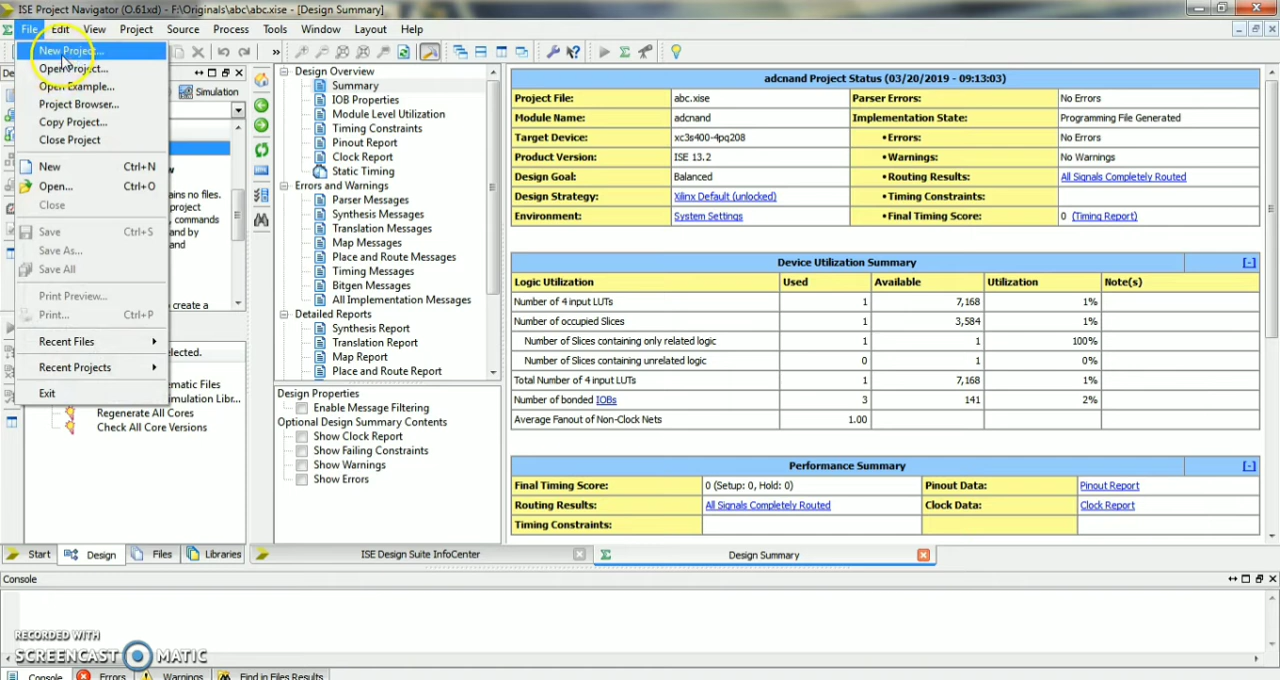 ISE Project Navigator (O.61xd) - F:\Originals\abc\abc.xise - [Design Summary]
File Edit View Project Source Process Tools Window Layout Help
New Project...
Open Project...
Open Example...
Project Browser...
Copy Project...
Close Project
New Ctrl+N
Open... Ctrl+O
Close
Save Ctrl+S
Save As...
Save All
Print Preview...
Print... Ctrl+P
Recent Files
Recent Projects
Exit
De
»
Simulation
w
ains no files.
project
, commands
and by
and
to create a
elected.
atic Files
ulation Libr...
Regenerate All Cores
Check All Core Versions
Design Overview
Summary
IOB Properties
Module Level Utilization
Timing Constraints
Pinout Report
Clock Report
Static Timing
Errors and Warnings
Parser Messages
Synthesis Messages
Translation Messages
Map Messages
Place and Route Messages
Timing Messages
Bitgen Messages
All Implementation Messages
Detailed Reports
Synthesis Report
Translation Report
Map Report
Place and Route Report
Design Properties
Enable Message Filtering
Optional Design Summary Contents
Show Clock Report
Show Failing Constraints
Show Warnings
Show Errors
adcnand Project Status (03/20/2019 - 09:13:03)
Project File: abc.xise Parser Errors: No Errors
Module Name: adcnand Implementation State: Programming File Generated
Target Device: xc3s400-4pq208 •Errors: No Errors
Product Version: ISE 13.2 •Warnings: No Warnings
Design Goal: Balanced •Routing Results: All Signals Completely Routed
Design Strategy: Xilinx Default (unlocked) •Timing Constraints:
Environment: System Settings •Final Timing Score: 0 (Timing Report)
Device Utilization Summary [-]
Logic Utilization Used Available Utilization Note(s)
Number of 4 input LUTs 1 7,168 1%
Number of occupied Slices 1 3,584 1%
Number of Slices containing only related logic 1 1 100%
Number of Slices containing unrelated logic 0 1 0%
Total Number of 4 input LUTs 1 7,168 1%
Number of bonded IOBs 3 141 2%
Average Fanout of Non-Clock Nets 1.00
Performance Summary [-]
Final Timing Score: 0 (Setup: 0, Hold: 0) Pinout Data: Pinout Report
Routing Results: All Signals Completely Routed Clock Data: Clock Report
Timing Constraints:
Start Design Files Libraries ISE Design Suite InfoCenter Design Summary
Console
RECORDED WITH
SCREENCAST MATIC
Console Errors Warnings Find in Files Results